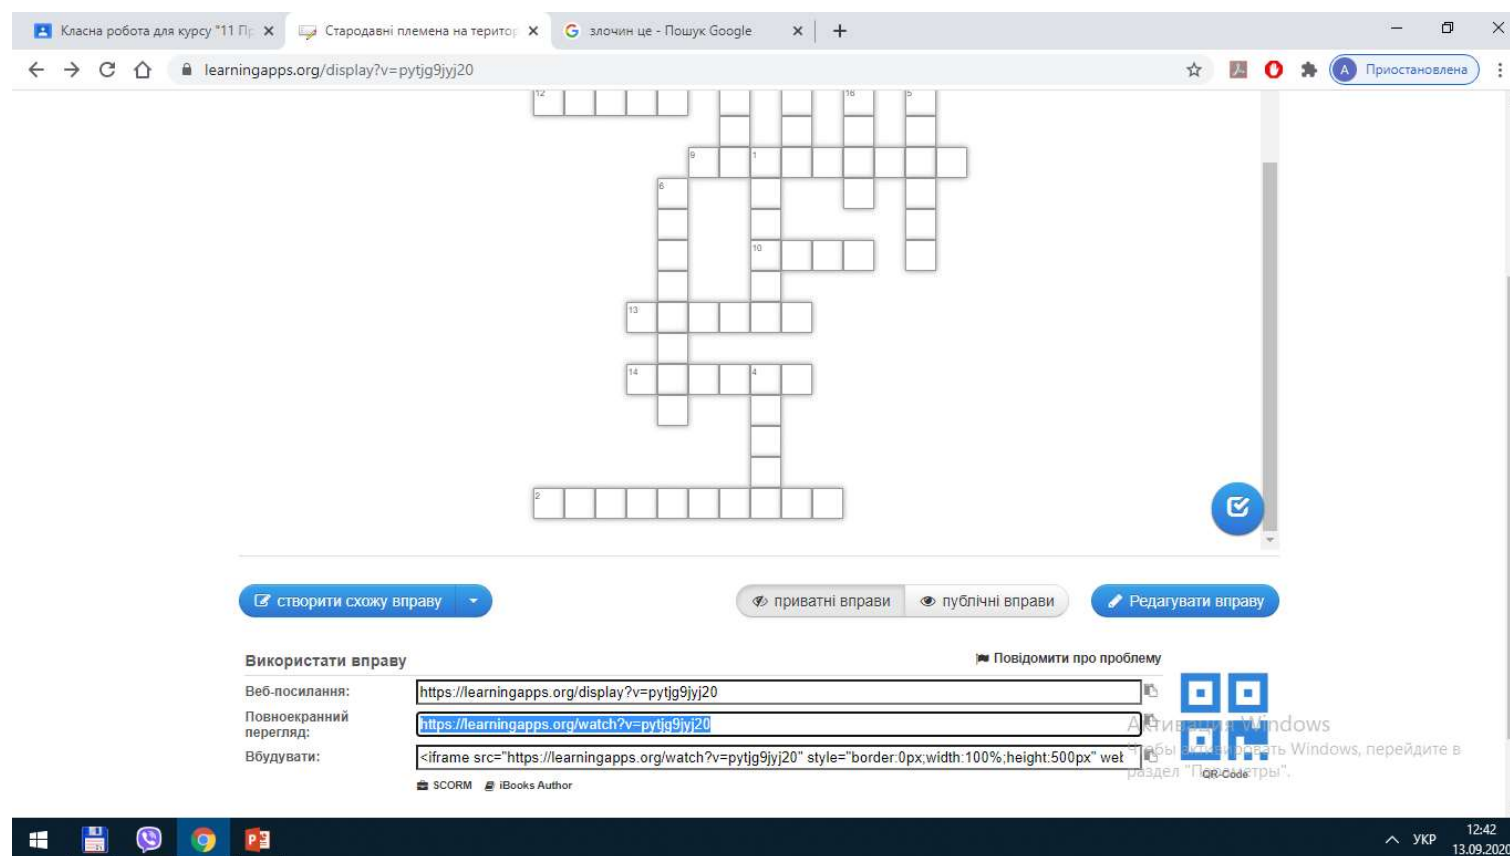 Класна робота для курсу "11 Пр
Стародавні племена на територ
злочин це - Пошук Google
learningapps.org/display?v=pytjg9jyj20
Приостановлена
12
16
5
9
1
6
10
13
14
4
2
створити схожу вправу
приватні вправи
публічні вправи
Редагувати вправу
Використати вправу
Повідомити про проблему
Веб-посилання:
https://learningapps.org/display?v=pytjg9jyj20
Повноекранний перегляд:
https://learningapps.org/watch?v=pytjg9jyj20
Вбудувати:
<iframe src="https://learningapps.org/watch?v=pytjg9jyj20" style="border:0px;width:100%;height:500px" wel
SCORM
iBooks Author
QR-Code
Активация Windows
Чтобы активировать Windows, перейдите в
раздел "Параметры".
УКР
12:42
13.09.2020